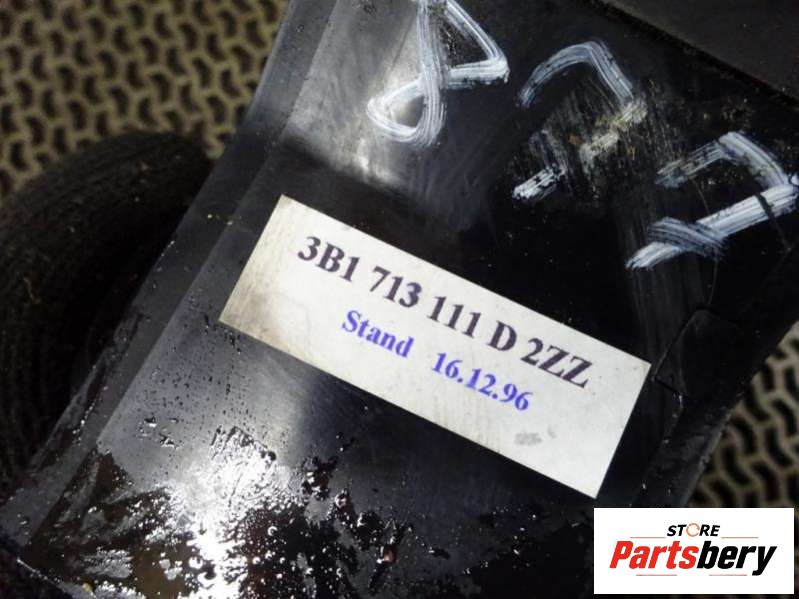 3B1 713 111 D 2ZZ
Stand 16.12.96
STORE
Partsbery